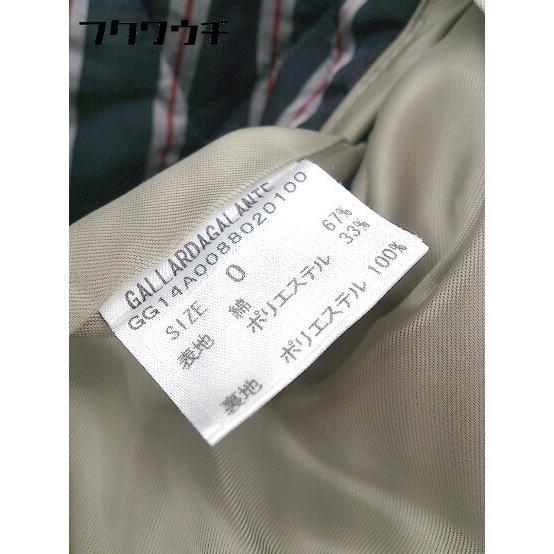 フクウウチ
GALLARDAGALANTE
GG14A0088020100
SIZE 0
表地 綿 67%
ポリエステル 33%
裏地 ポリエステル 100%